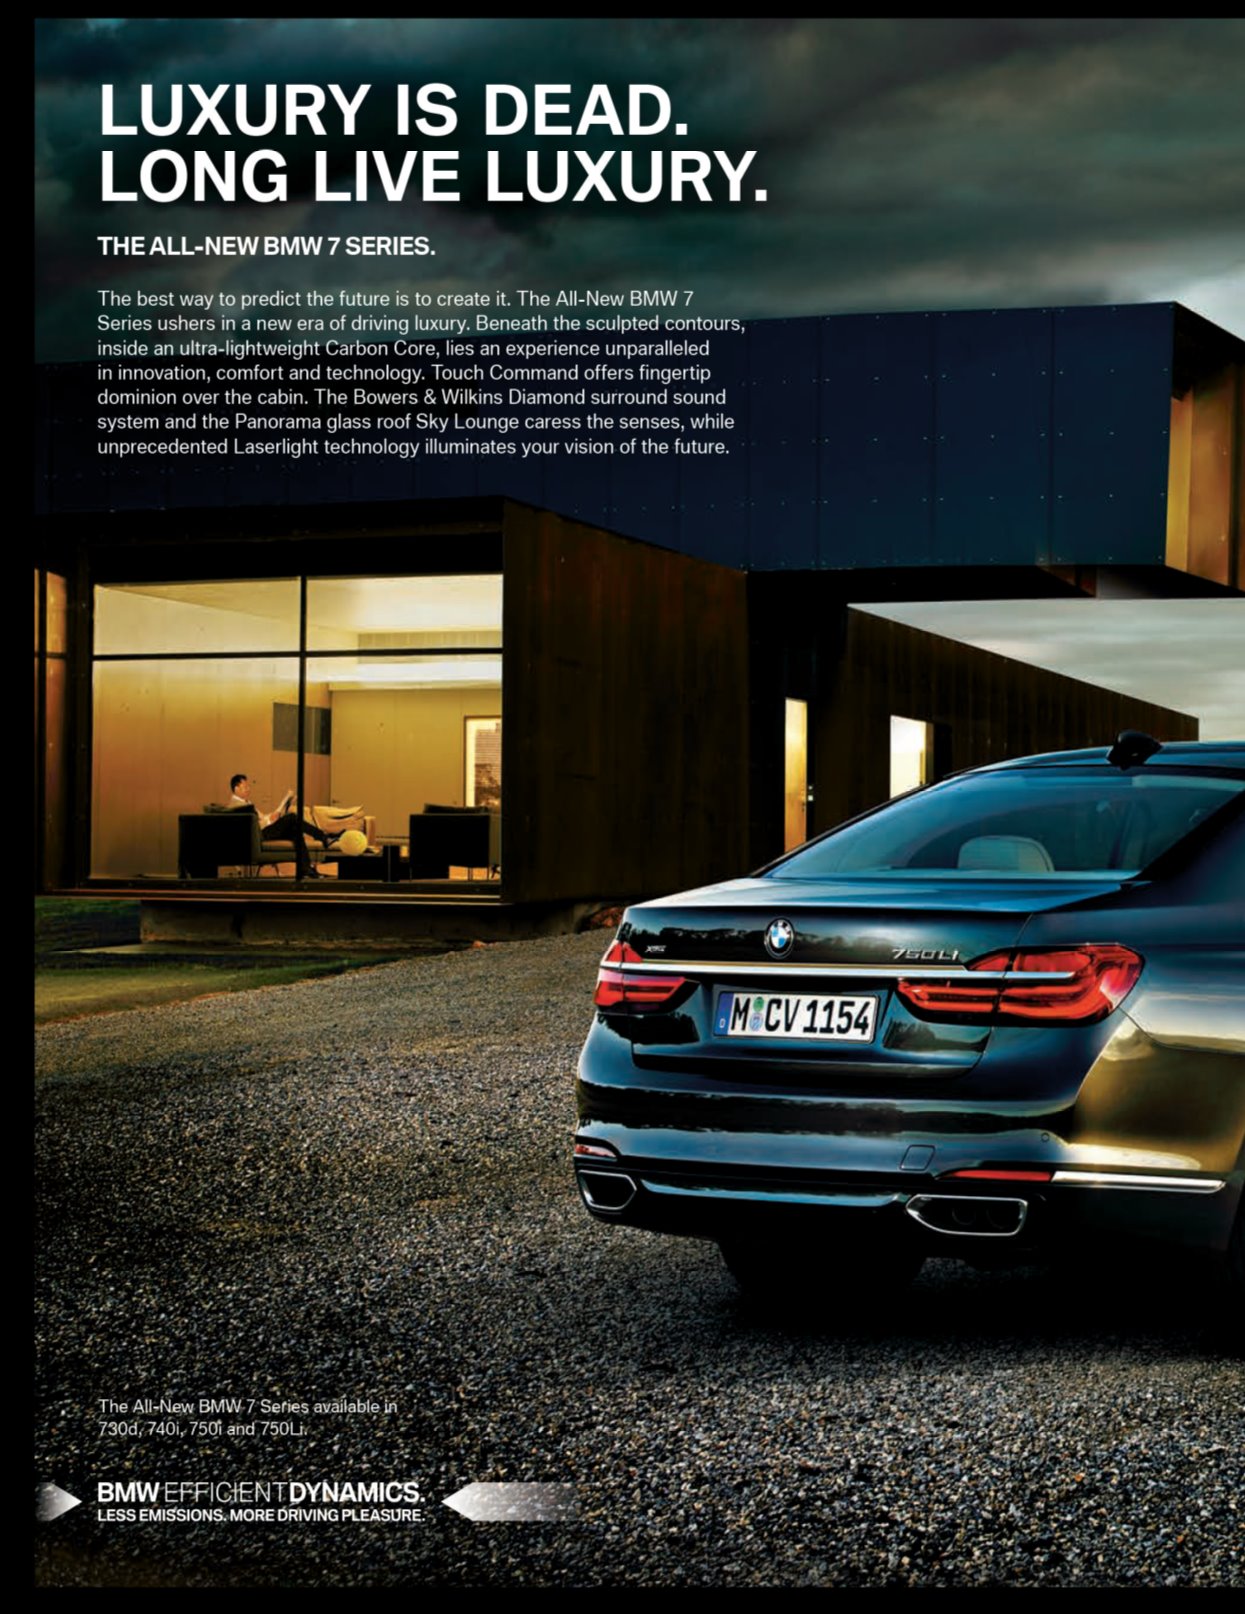 LUXURY IS DEAD.
LONG LIVE LUXURY.
THE ALL-NEW BMW 7 SERIES.
The best way to predict the future is to create it. The All-New BMW 7
Series ushers in a new era of driving luxury. Beneath the sculpted contours,
inside an ultra-lightweight Carbon Core, lies an experience unparalleled
in innovation, comfort and technology. Touch Command offers fingertip
dominion over the cabin. The Bowers & Wilkins Diamond surround sound
system and the Panorama glass roof Sky Lounge caress the senses, while
unprecedented Laserlight technology illuminates your vision of the future.
750Li
D M CV 1154
The All-New BMW 7 Series available in
730d, 740i, 750i and 750Li.
BMW EFFICIENTDYNAMICS.
LESS EMISSIONS. MORE DRIVING PLEASURE.